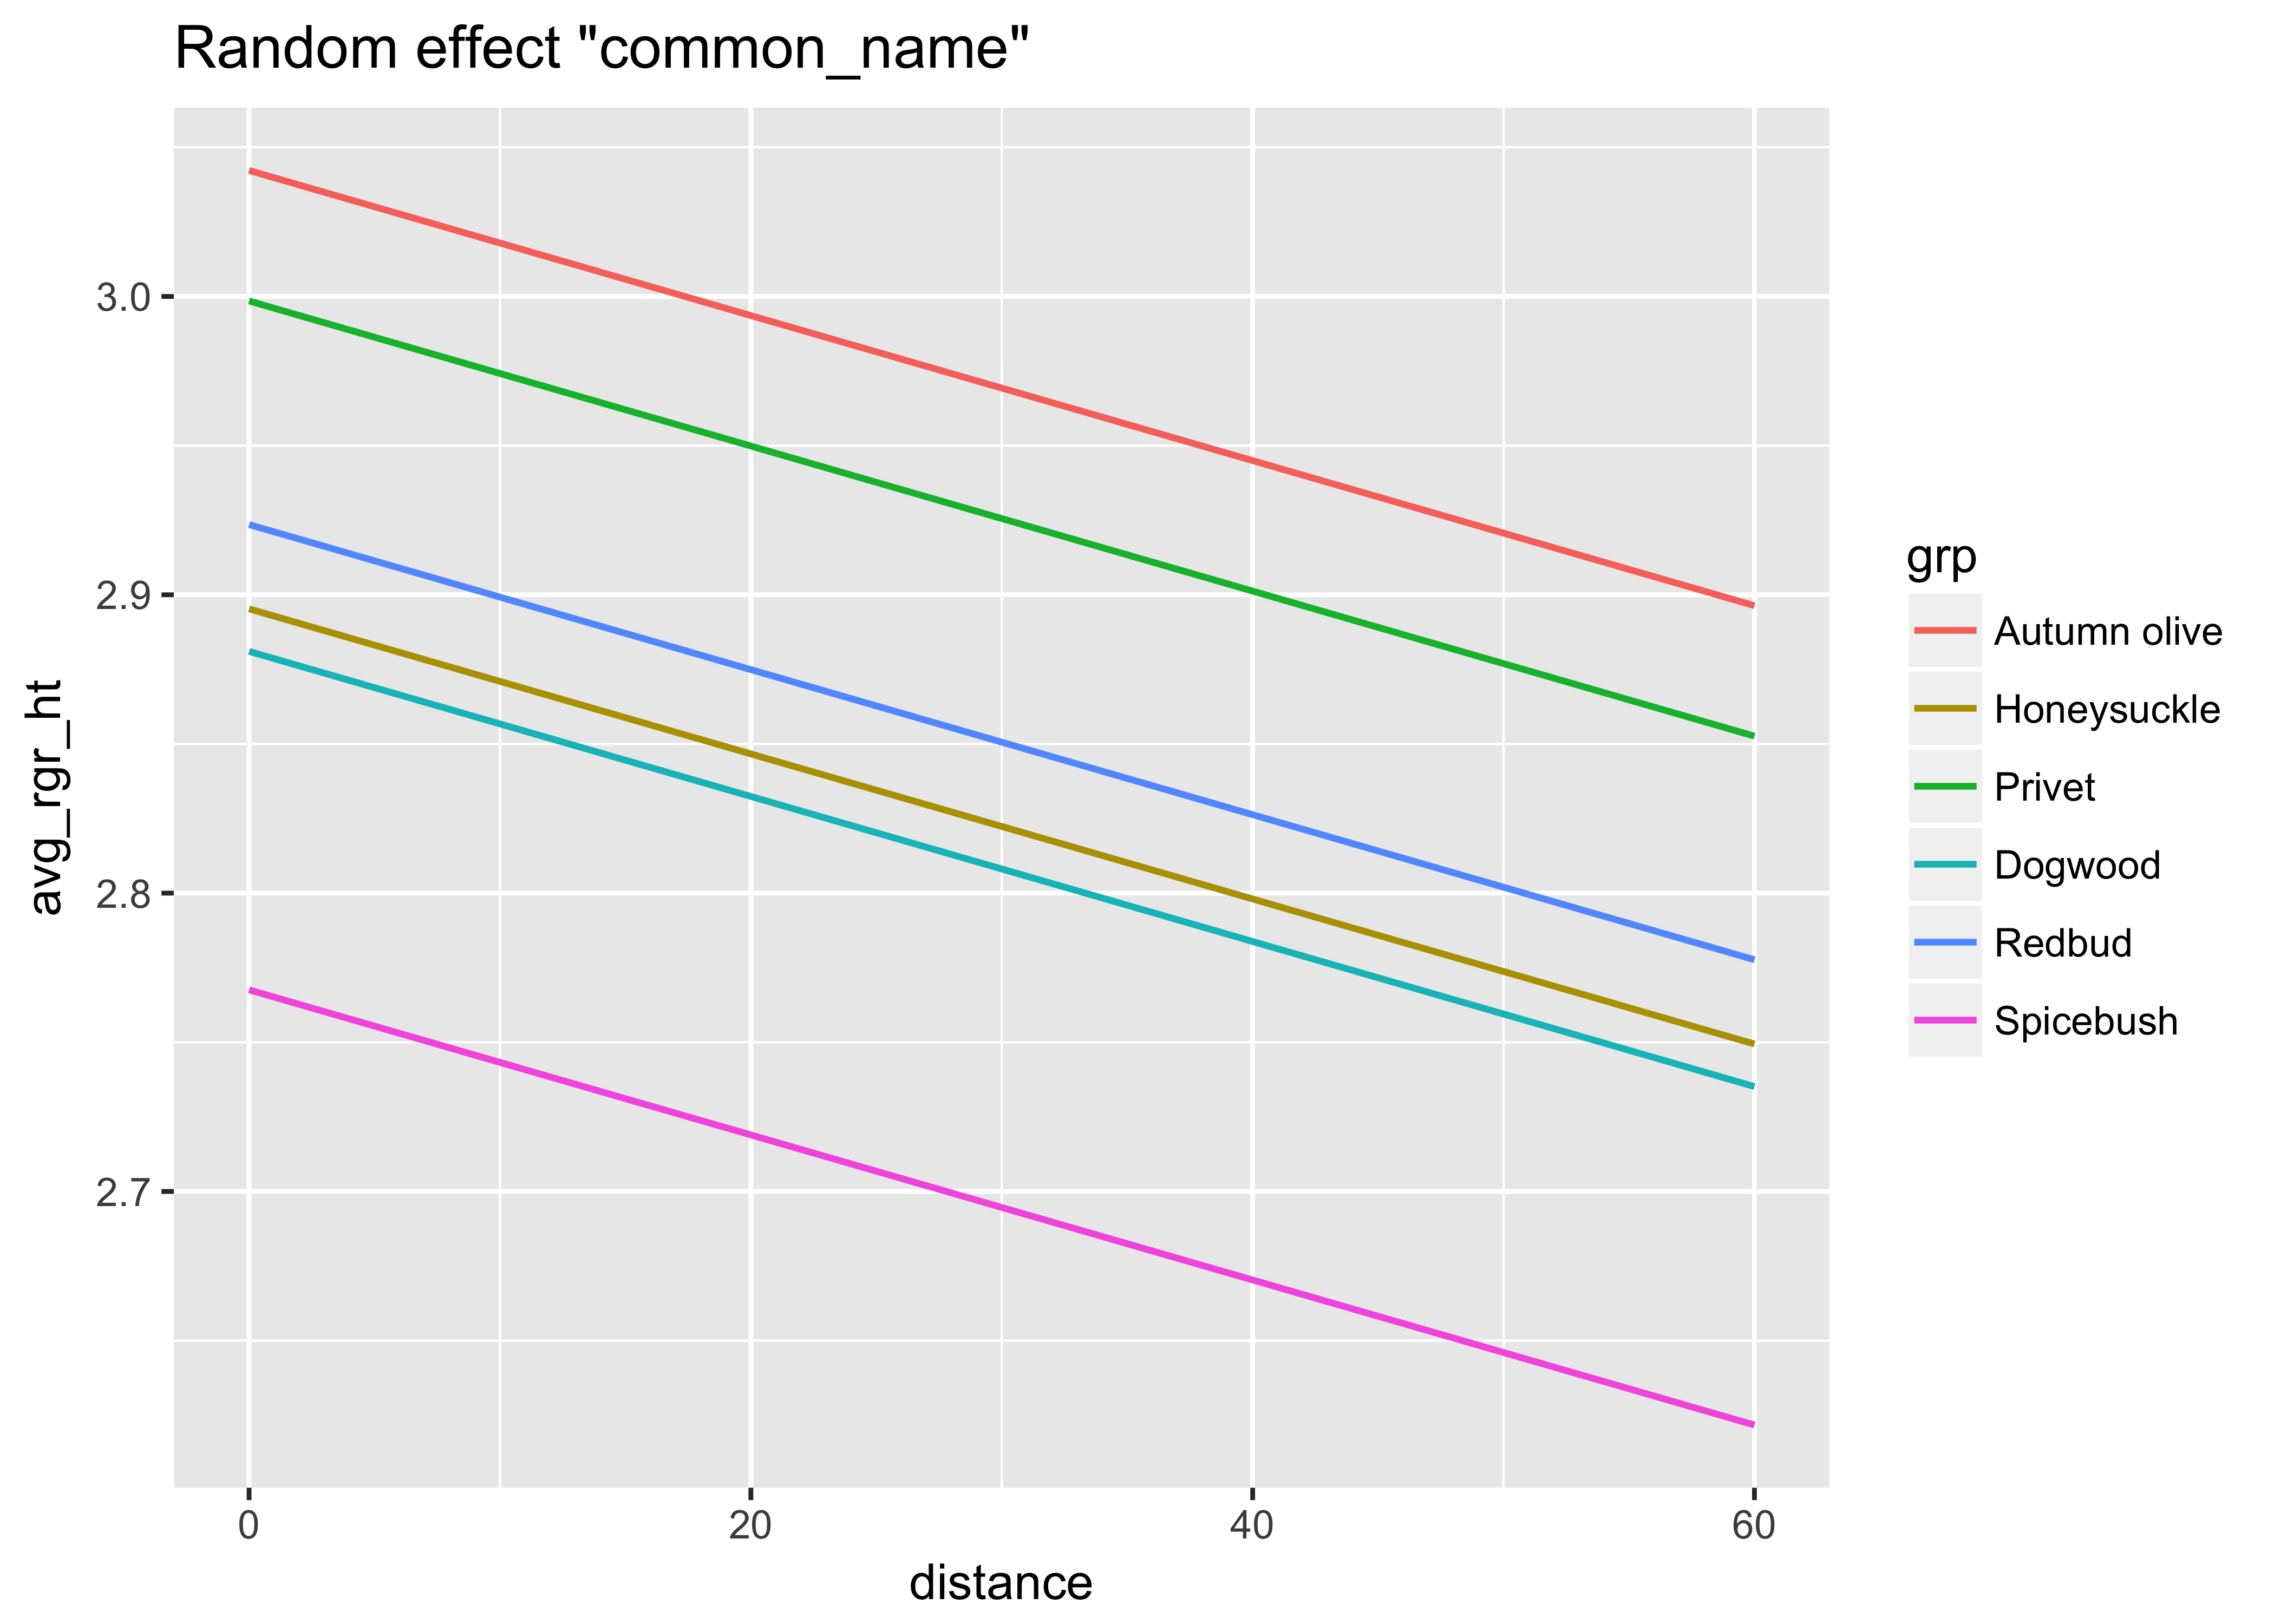 Random effect "common_name"
3.0
2.9
2.8
2.7
avg_rgr_ht
0 20 40 60
distance
grp
Autumn olive
Honeysuckle
Privet
Dogwood
Redbud
Spicebush